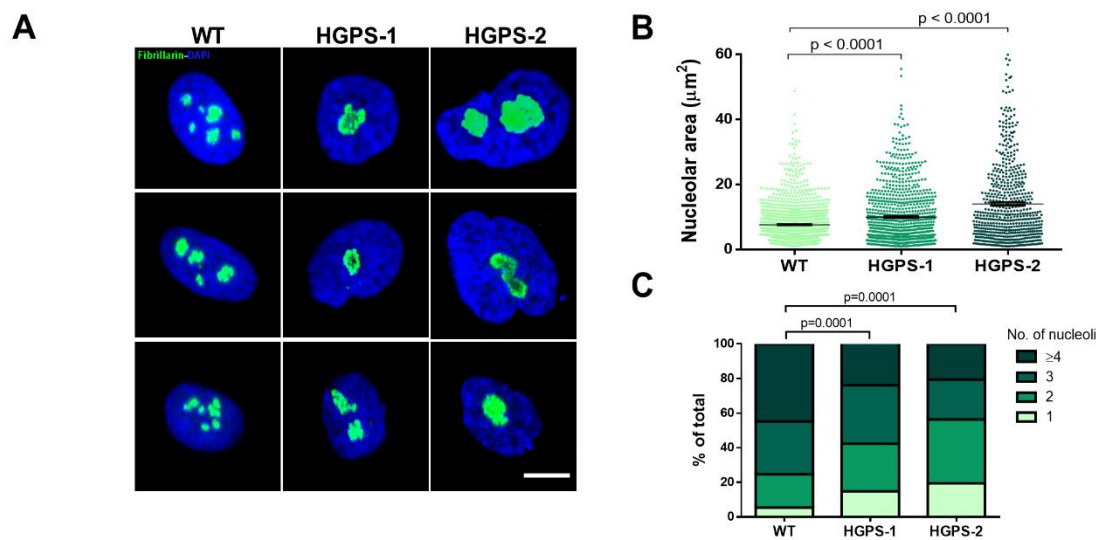 A
WT
HGPS-1
HGPS-2
Fibrillarin-DAPI
B
p < 0.0001
p < 0.0001
Nucleolar area (μm²)
60
40
20
0
WT
HGPS-1
HGPS-2
C
p=0.0001
p=0.0001
No. of nucleoli
≥4
3
2
1
% of total
100
80
60
40
20
0
WT
HGPS-1
HGPS-2